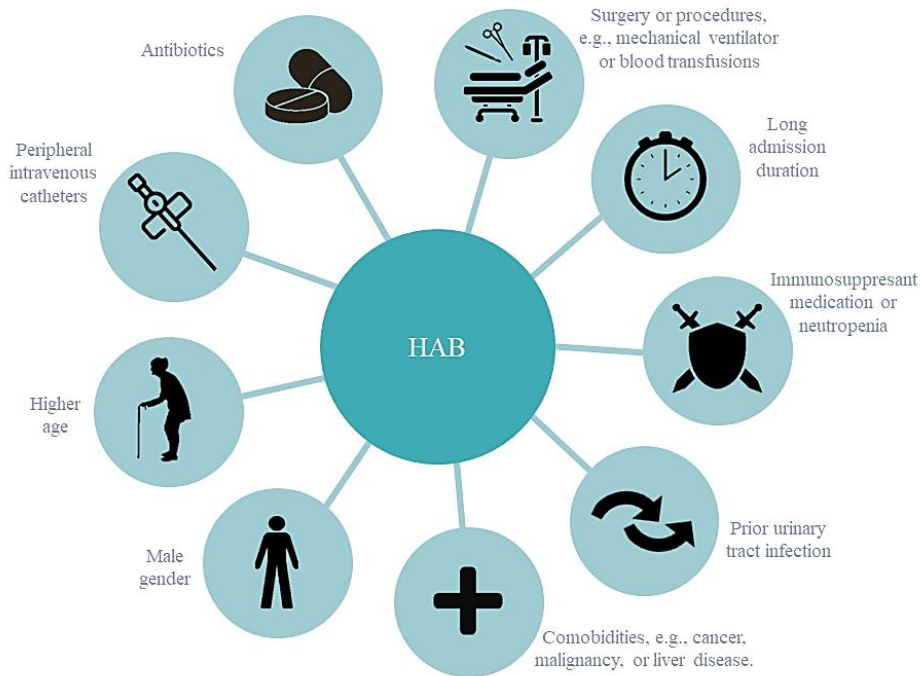 Antibiotics
Surgery or procedures,
e.g., mechanical ventilator
or blood transfusions
Long
admission
duration
Peripheral
intravenous
catheters
Immunosuppresant
medication or
neutropenia
HAB
Higher
age
Prior urinary
tract infection
Male
gender
Comobidities, e.g., cancer,
malignancy, or liver disease.